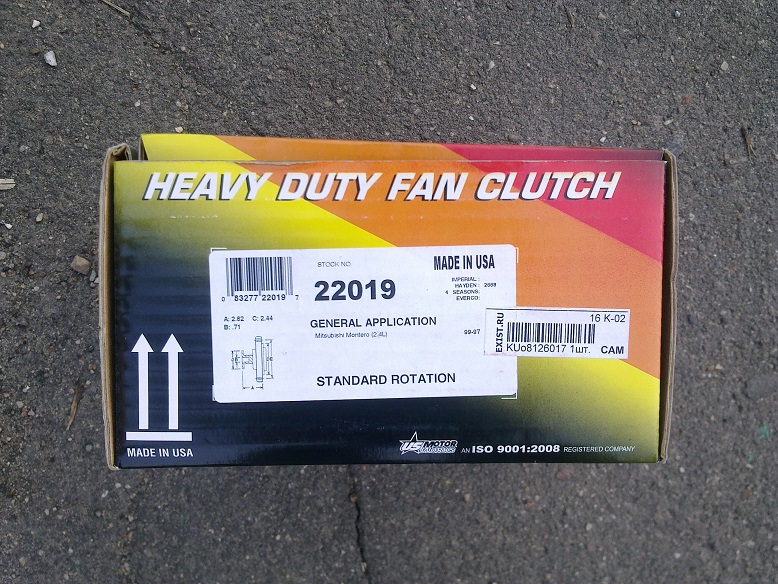 HEAVY DUTY FAN CLUTCH
STOCK NO.
MADE IN USA
0 83277 22019 7
22019
IMPERIAL:
HAYDEN: 2668
4 SEASONS:
EVERCO:
A: 2.62 C: 2.44
B: .71
GENERAL APPLICATION
Mitsubishi Montero (2.4L)
99-97
STANDARD ROTATION
EXIST.RU
16 K-02
KUo8126017 1шт. CAM
MADE IN USA
US MOTOR
AN ISO 9001:2008 REGISTERED COMPANY